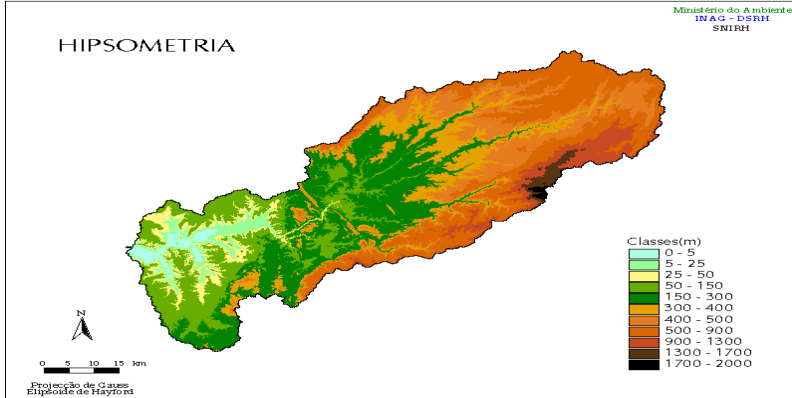 Ministério do Ambiente
INAG - DSRH
SNIRH
HIPSOMETRIA
Classes(m)
0 - 5
5 - 25
25 - 50
50 - 150
150 - 300
300 - 400
400 - 500
500 - 900
900 - 1300
1300 - 1700
1700 - 2000
N
0 5 10 15 km
Projecção de Gauss
Elipsoide de Hayford